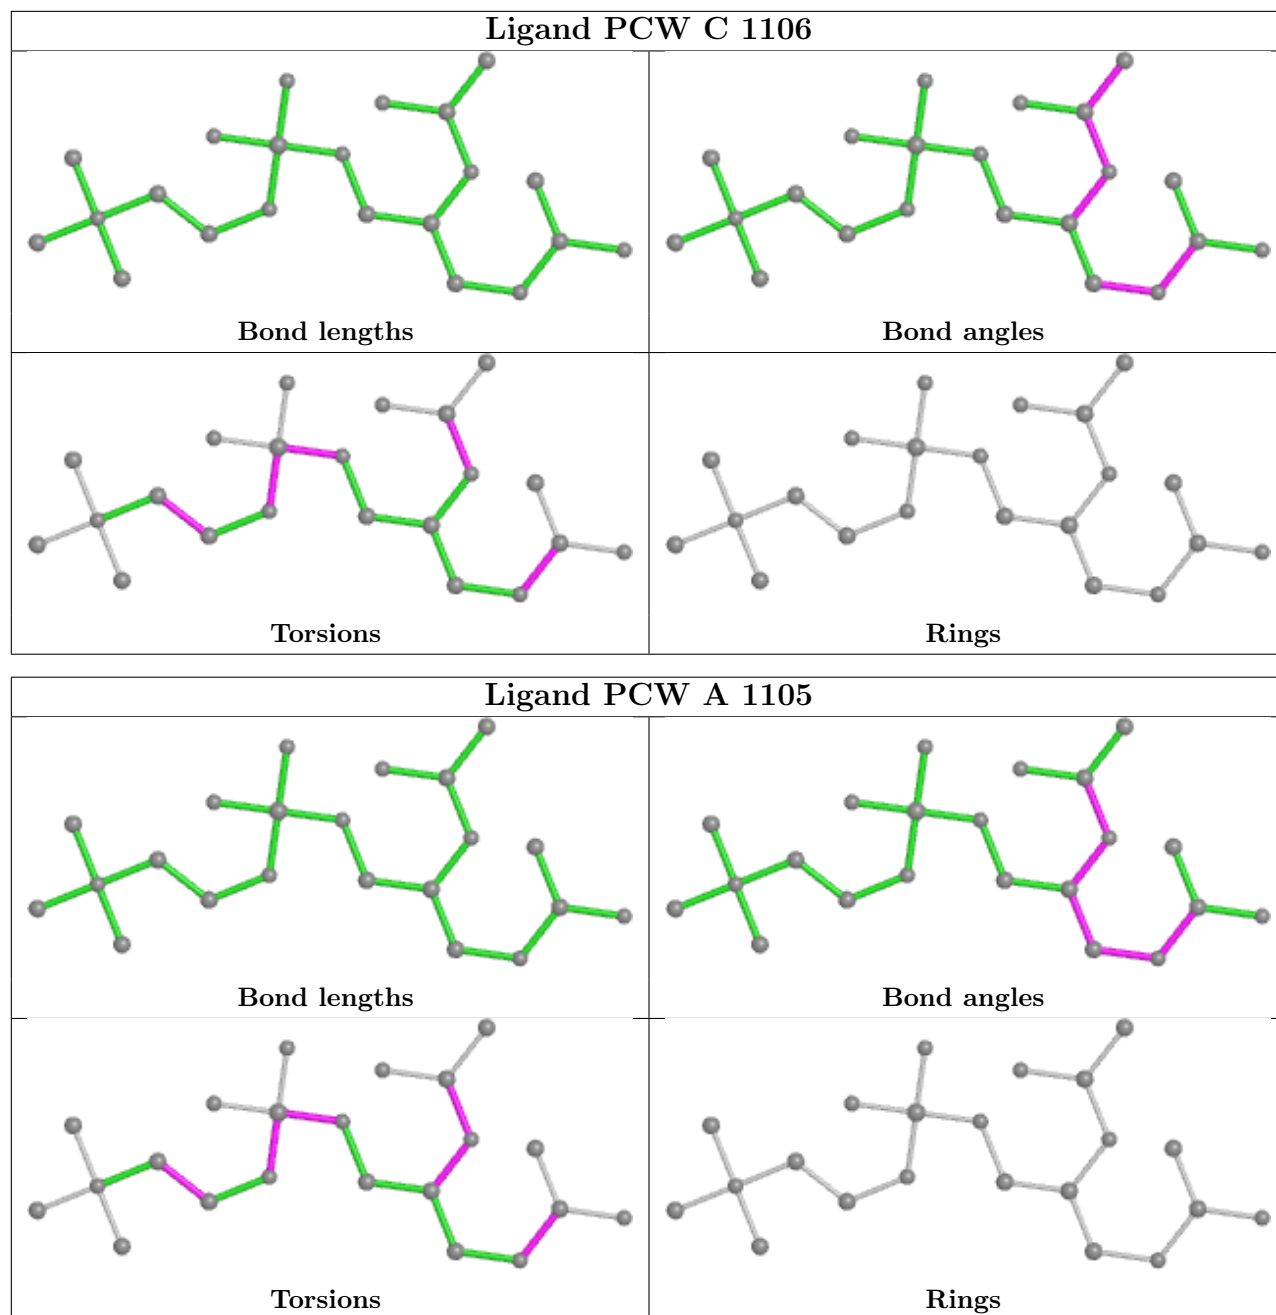 Ligand PCW C 1106
Bond lengths
Bond angles
Torsions
Rings
Ligand PCW A 1105
Bond lengths
Bond angles
Torsions
Rings